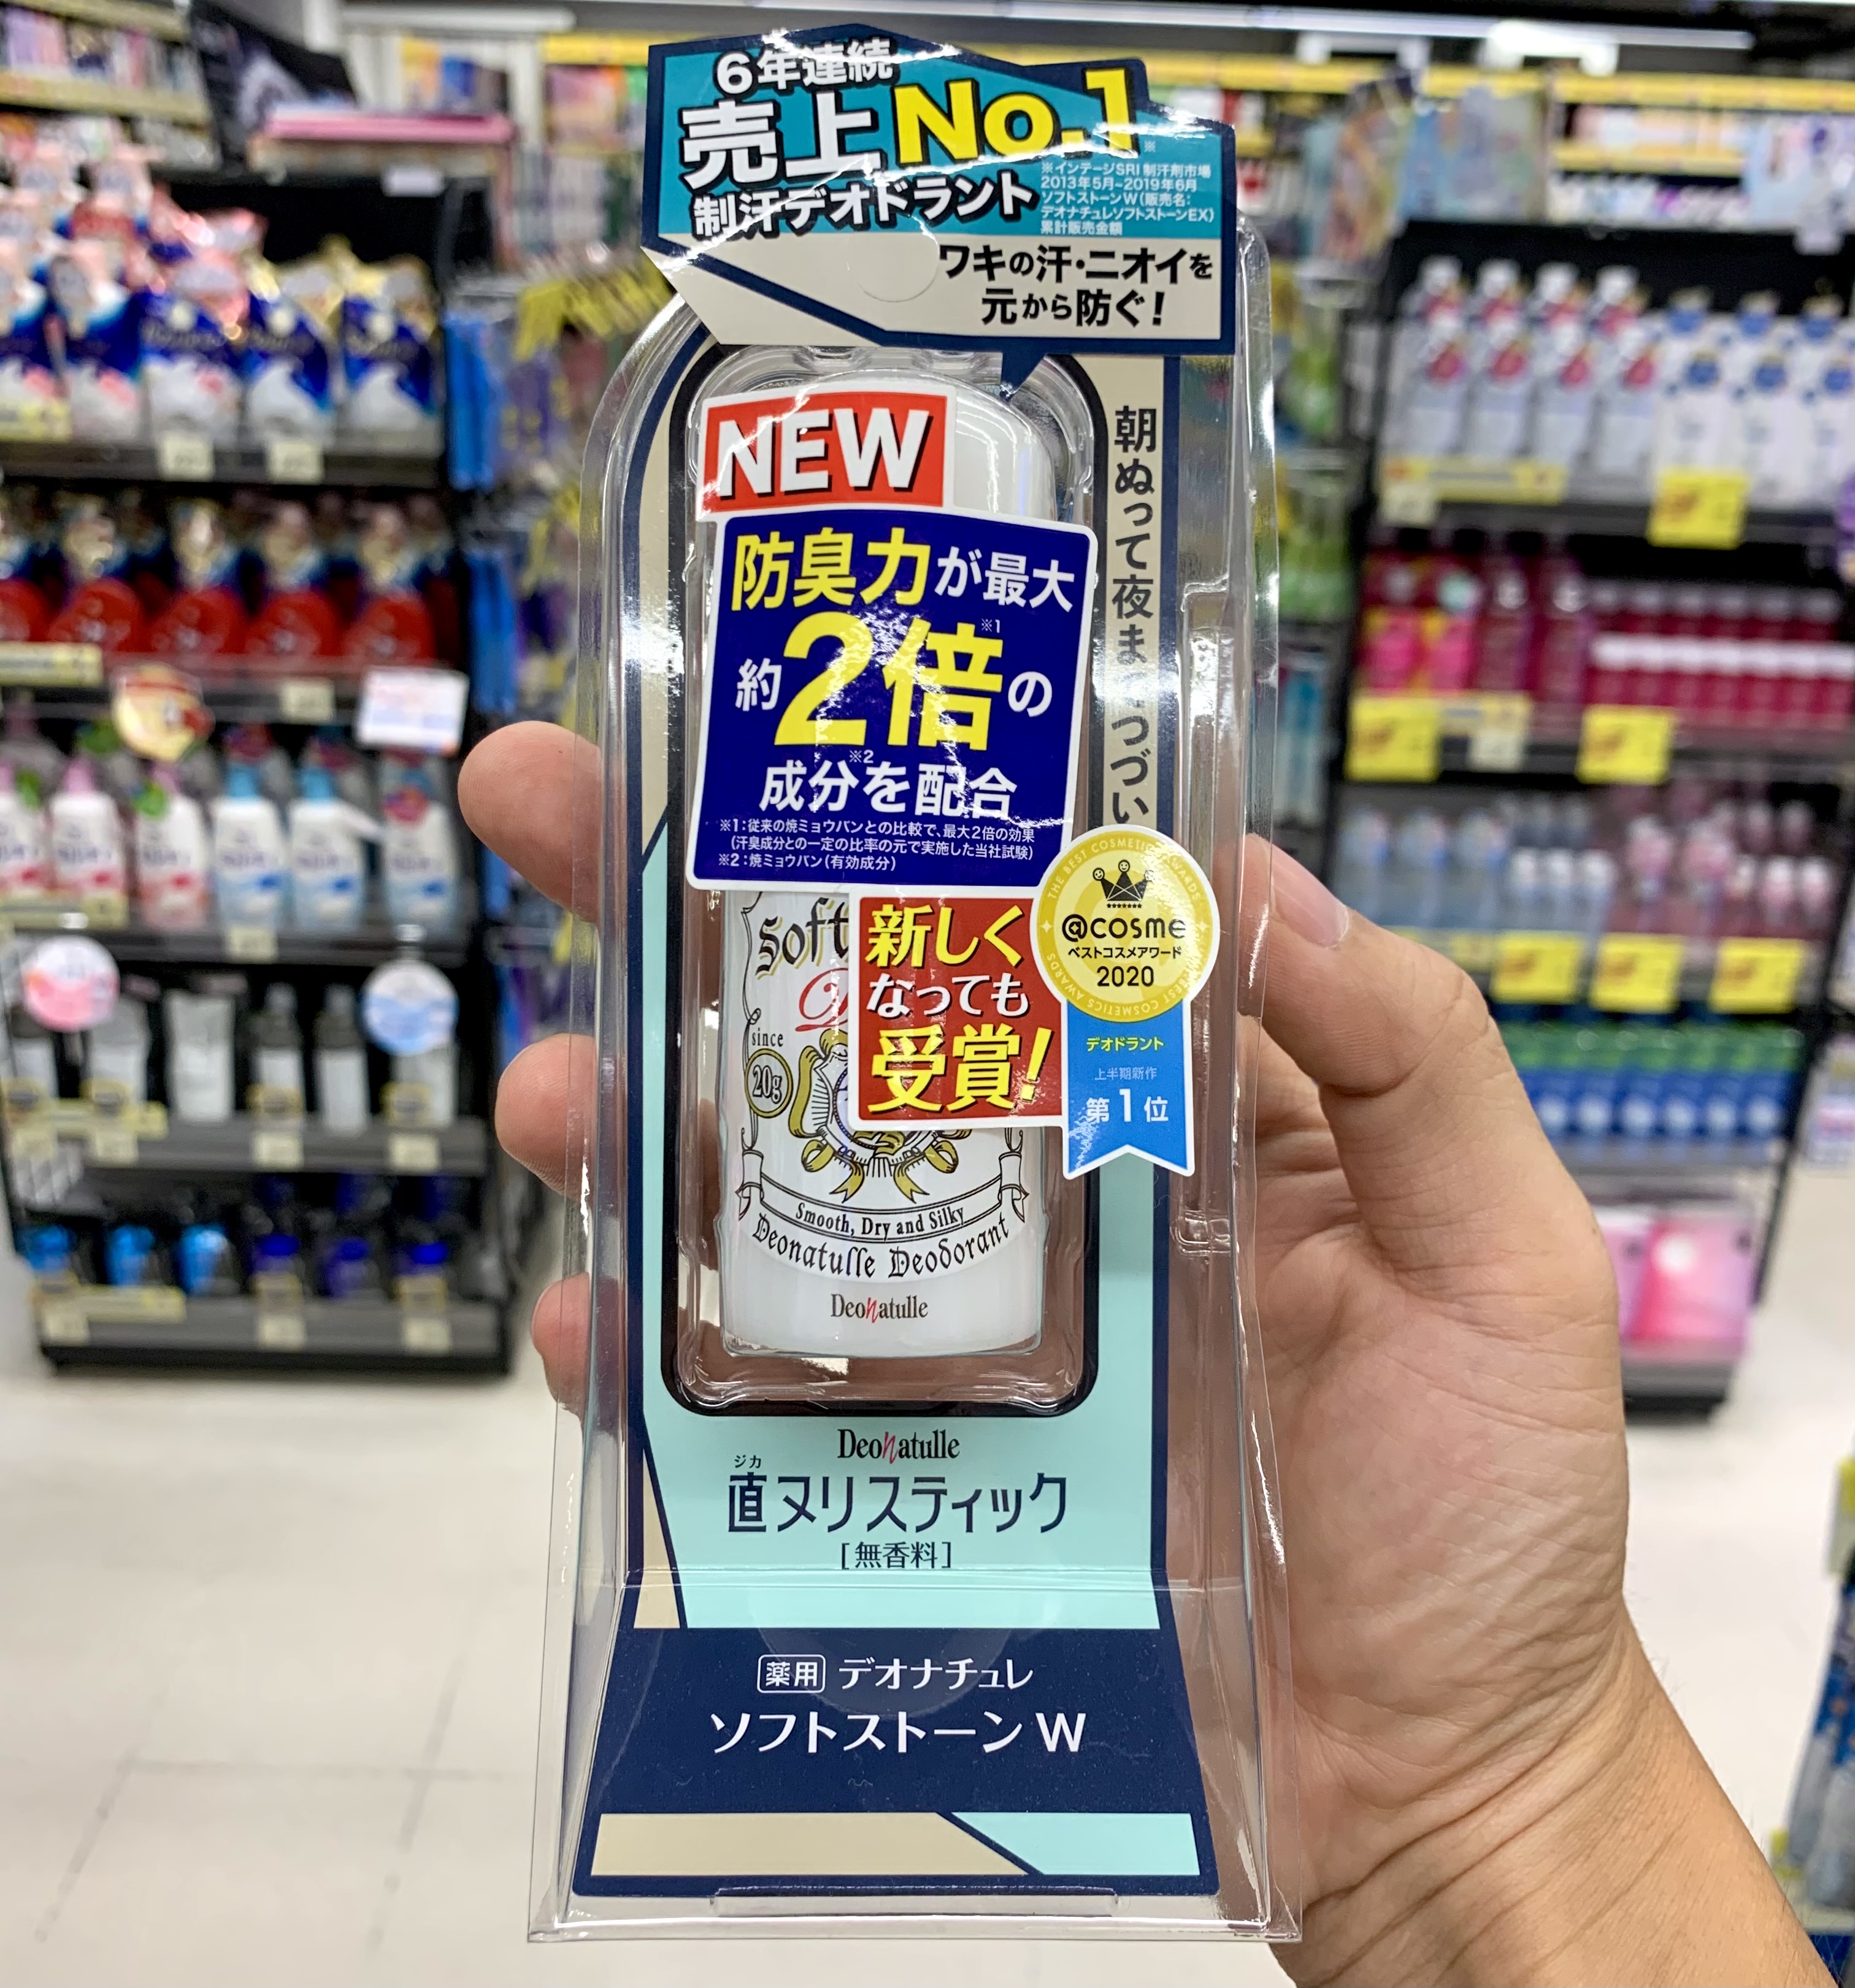 6年連続
売上No.1※
制汗デオドラント
※インテージSRI 制汗剤市場
2013年5月~2019年6月
ソフトストーンW(販売名:
デオナチュレソフトストーンEX)
累計販売金額
ワキの汗・ニオイを
元から防ぐ!
朝ぬって夜ま
つづい
NEW
防臭力が最大
約2倍※1の
成分※2を配合
※1:従来の焼ミョウバンとの比較で、最大2倍の効果
(汗臭成分との一定の比率の元で実施した当社試験)
※2:焼ミョウバン(有効成分)
新しく
なっても
受賞!
THE BEST COSMETICS AWARDS
@cosme
ベストコスメアワード
2020
デオドラント
上半期新作
第1位
soft
since
20g
Smooth, Dry and Silky
Deonatulle Deodorant
Deonatulle
Deonatulle
ジカ
直ヌリスティック
[無香料]
薬用 デオナチュレ
ソフトストーン W